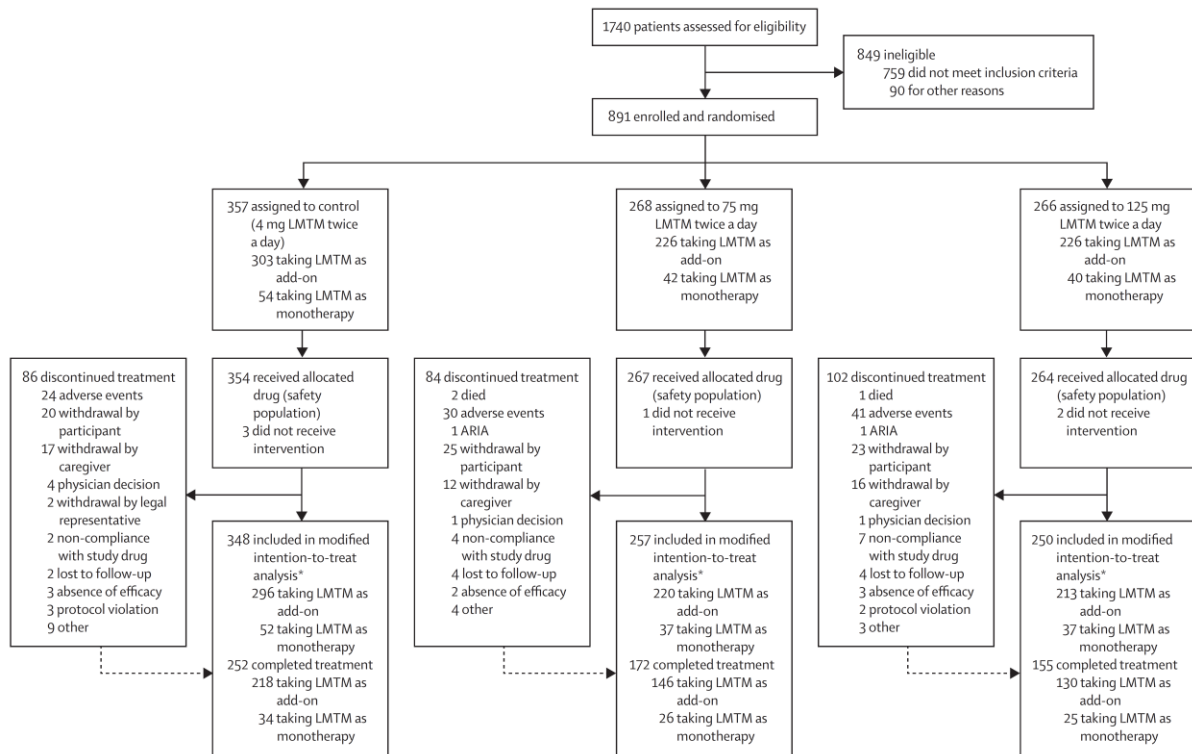 1740 patients assessed for eligibility
849 ineligible
759 did not meet inclusion criteria
90 for other reasons
891 enrolled and randomised
357 assigned to control
(4 mg LMTM twice
a day)
303 taking LMTM as
add-on
54 taking LMTM as
monotherapy
268 assigned to 75 mg
LMTM twice a day
226 taking LMTM as
add-on
42 taking LMTM as
monotherapy
266 assigned to 125 mg
LMTM twice a day
226 taking LMTM as
add-on
40 taking LMTM as
monotherapy
86 discontinued treatment
24 adverse events
20 withdrawal by
participant
17 withdrawal by
caregiver
4 physician decision
2 withdrawal by legal
representative
2 non-compliance
with study drug
2 lost to follow-up
3 absence of efficacy
3 protocol violation
9 other
354 received allocated
drug (safety
population)
3 did not receive
intervention
84 discontinued treatment
2 died
30 adverse events
1 ARIA
25 withdrawal by
participant
12 withdrawal by
caregiver
1 physician decision
4 non-compliance
with study drug
4 lost to follow-up
2 absence of efficacy
4 other
267 received allocated drug
(safety population)
1 did not receive
intervention
102 discontinued treatment
1 died
41 adverse events
1 ARIA
23 withdrawal by
participant
16 withdrawal by
caregiver
1 physician decision
7 non-compliance
with study drug
4 lost to follow-up
3 absence of efficacy
2 protocol violation
3 other
264 received allocated drug
(safety population)
2 did not receive
intervention
348 included in modified
intention-to-treat
analysis*
296 taking LMTM as
add-on
52 taking LMTM as
monotherapy
252 completed treatment
218 taking LMTM as
add-on
34 taking LMTM as
monotherapy
257 included in modified
intention-to-treat
analysis*
220 taking LMTM as
add-on
37 taking LMTM as
monotherapy
172 completed treatment
146 taking LMTM as
add-on
26 taking LMTM as
monotherapy
250 included in modified
intention-to-treat
analysis*
213 taking LMTM as
add-on
37 taking LMTM as
monotherapy
155 completed treatment
130 taking LMTM as
add-on
25 taking LMTM as
monotherapy